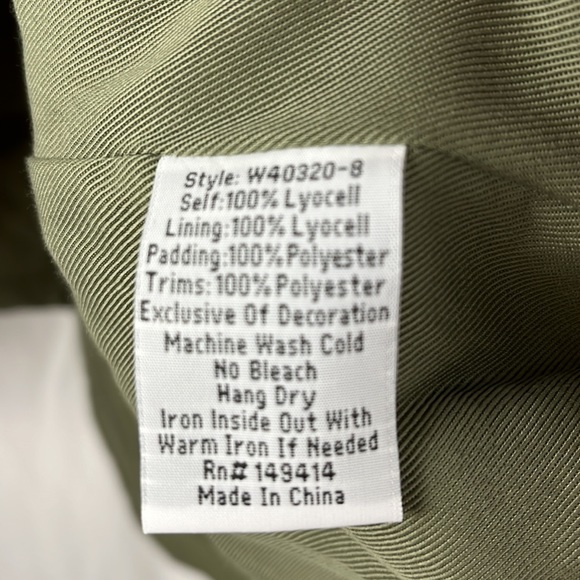 Style: W40320-8
Self:100% Lyocell
Lining:100% Lyocell
Padding:100% Polyester
Trims:100% Polyester
Exclusive Of Decoration
Machine Wash Cold
No Bleach
Hang Dry
Iron Inside Out With
Warm Iron If Needed
Rn# 149414
Made In China